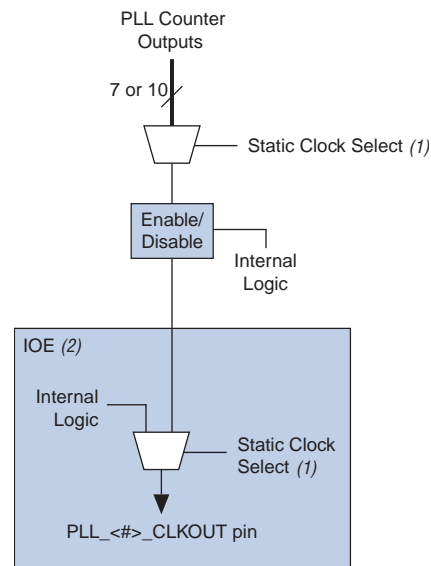 PLL Counter
Outputs
7 or 10
Static Clock Select (1)
Enable/
Disable
Internal
Logic
IOE (2)
Internal
Logic
Static Clock
Select (1)
PLL_<#>_CLKOUT pin